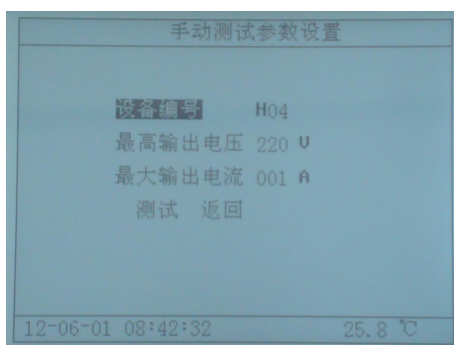 手动测试参数设置
设备编号 H04
最高输出电压 220 V
最大输出电流 001 A
测试 返回
12-06-01 08:42:32 25.8 ℃